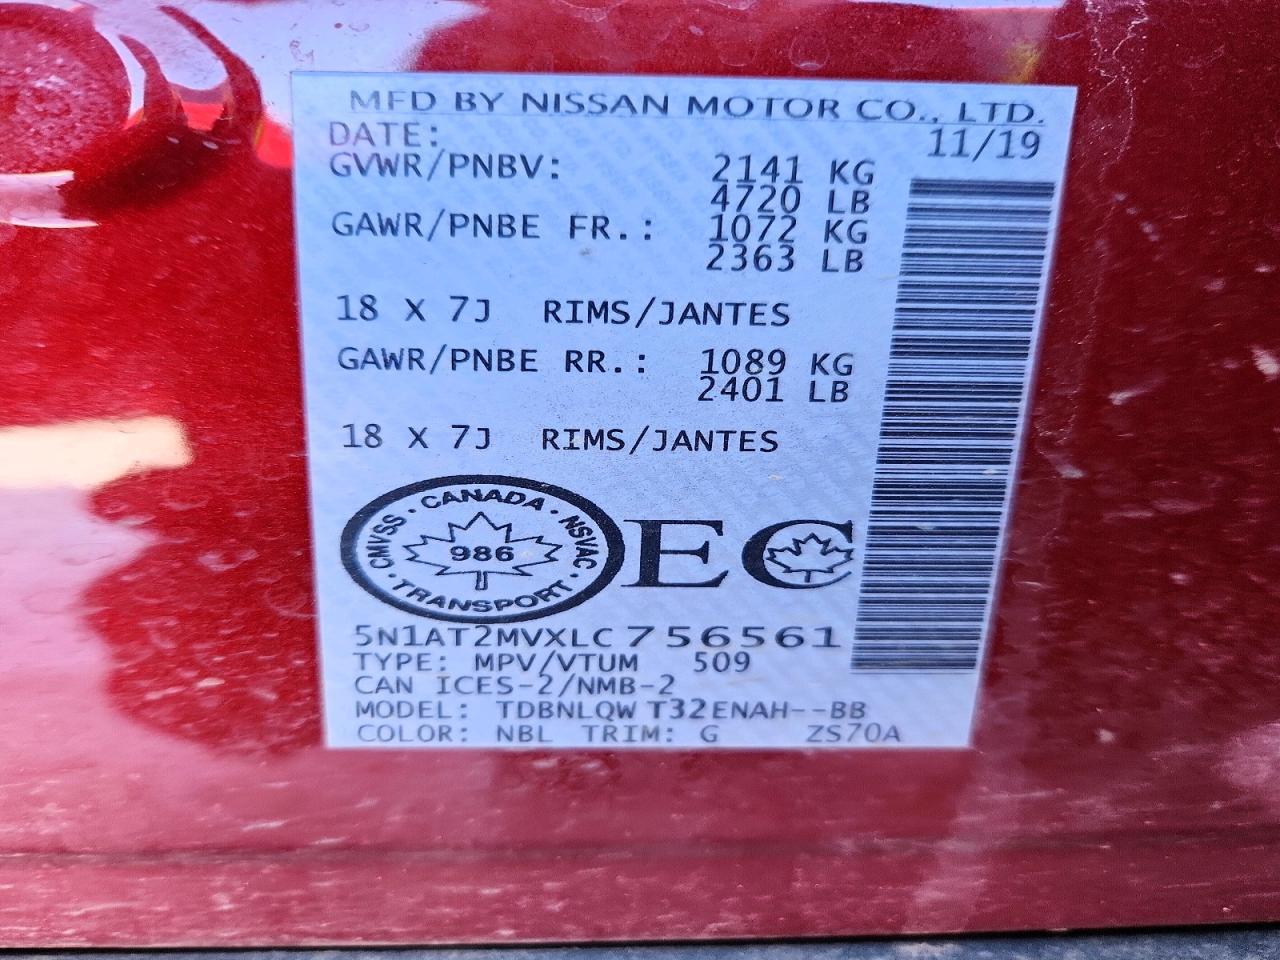 MFD BY NISSAN MOTOR CO., LTD.
DATE: 11/19
GVWR/PNBV: 2141 KG
4720 LB
GAWR/PNBE FR.: 1072 KG
2363 LB
18 X 7J RIMS/JANTES
GAWR/PNBE RR.: 1089 KG
2401 LB
18 X 7J RIMS/JANTES
CANADA · NSVAC · TRANSPORT · CMVSS ·
986
EC
5N1AT2MVXLC756561
TYPE: MPV/VTUM 509
CAN ICES-2/NMB-2
MODEL: TDBNLQW T32ENAH--BB
COLOR: NBL TRIM: G ZS70A